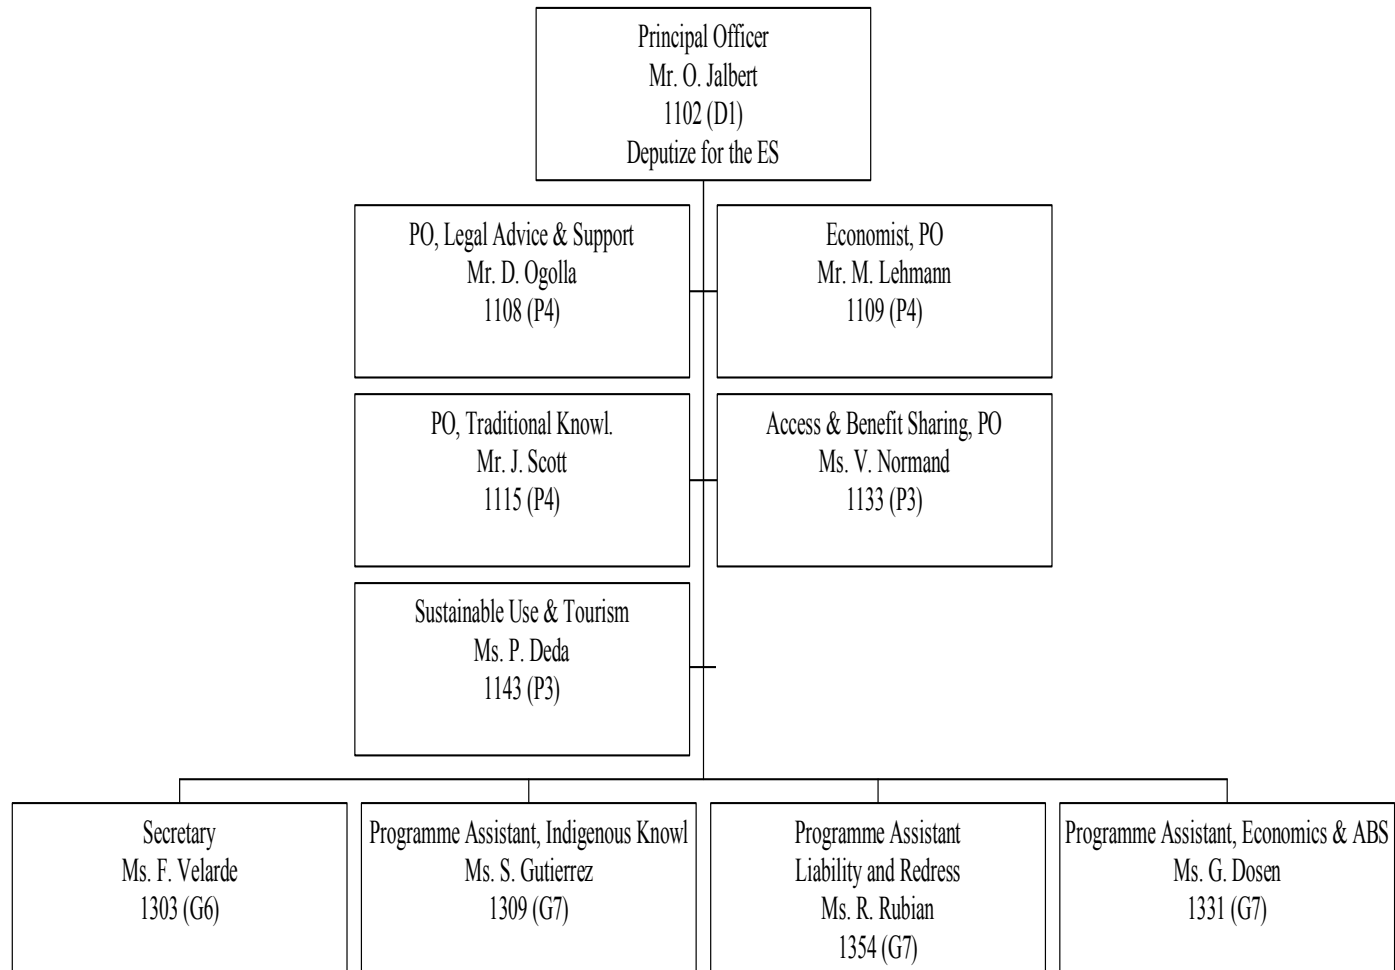 Principal Officer
Mr. O. Jalbert
1102 (D1)
Deputize for the ES
PO, Legal Advice & Support
Mr. D. Ogolla
1108 (P4)
Economist, PO
Mr. M. Lehmann
1109 (P4)
PO, Traditional Knowl.
Mr. J. Scott
1115 (P4)
Access & Benefit Sharing, PO
Ms. V. Normand
1133 (P3)
Sustainable Use & Tourism
Ms. P. Deda
1143 (P3)
Secretary
Ms. F. Velarde
1303 (G6)
Programme Assistant, Indigenous Knowl
Ms. S. Gutierrez
1309 (G7)
Programme Assistant
Liability and Redress
Ms. R. Rubian
1354 (G7)
Programme Assistant, Economics & ABS
Ms. G. Dosen
1331 (G7)